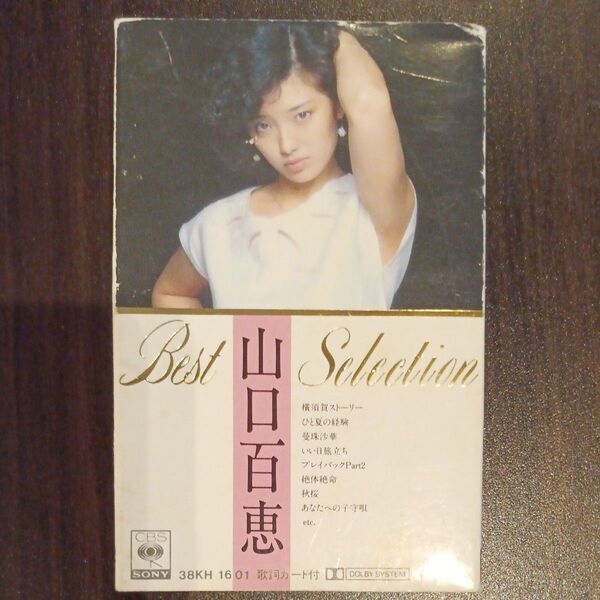 Best Selection
山口百恵
横須賀ストーリー
ひと夏の経験
曼珠沙華
いい日旅立ち
プレイバックPart2
絶体絶命
秋桜
あなたへの子守唄
etc.
CBS
SONY
38KH 1601 歌詞カード付 DOLBY SYSTEM